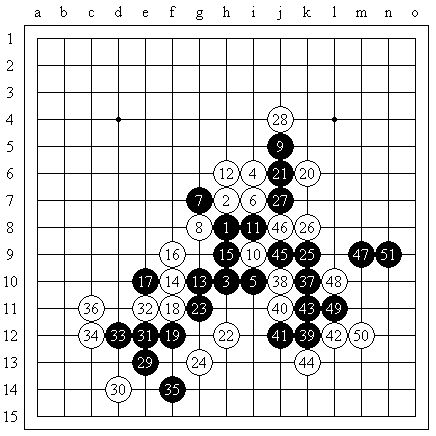 a b c d e f g h i j k l m n o
1
2
3
4 28
5 9
6 12 4 21 20
7 7 2 6 27
8 8 1 11 46 26
9 16 15 10 45 25 47 51
10 17 14 13 3 5 38 37 48
11 36 32 18 23 40 43 49
12 34 33 31 19 22 41 39 42 50
13 29 24 44
14 30 35
15